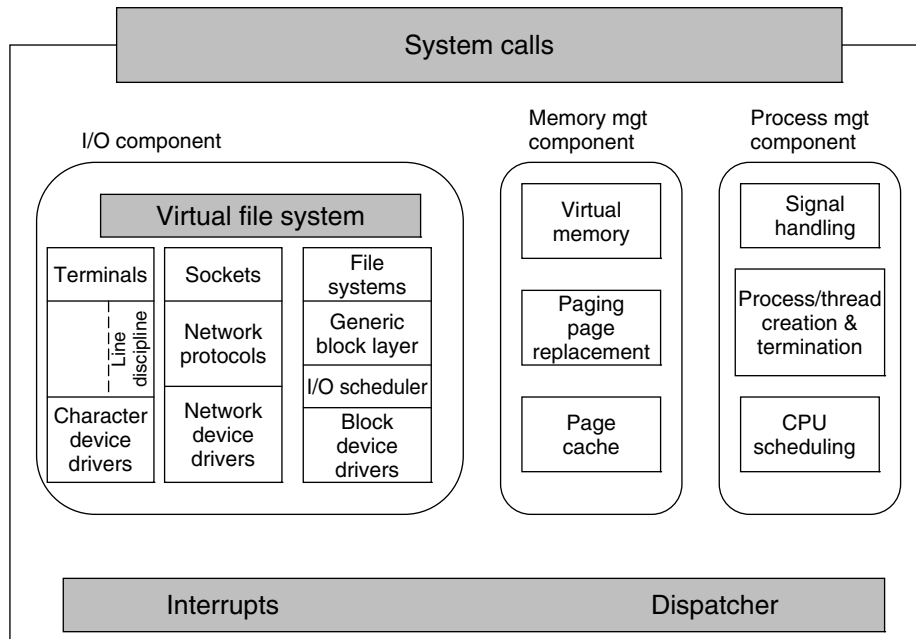 System calls
I/O component
Virtual file system
Terminals
Line
discipline
Character
device
drivers
Sockets
Network
protocols
Network
device
drivers
File
systems
Generic
block layer
I/O scheduler
Block
device
drivers
Memory mgt
component
Virtual
memory
Paging
page
replacement
Page
cache
Process mgt
component
Signal
handling
Process/thread
creation &
termination
CPU
scheduling
Interrupts
Dispatcher